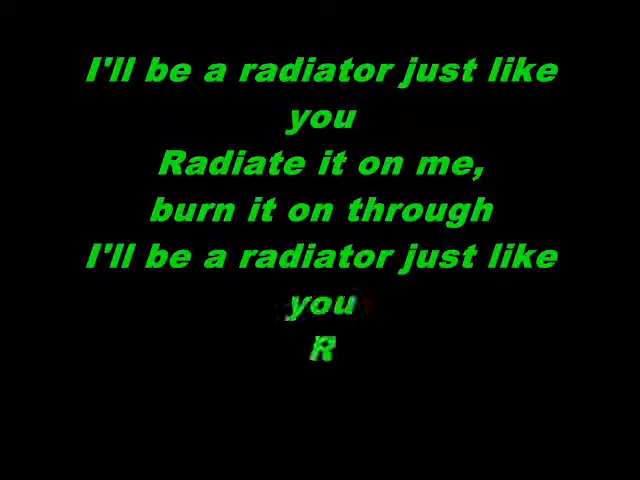 I'll be a radiator just like
you
Radiate it on me,
burn it on through
I'll be a radiator just like
you
R